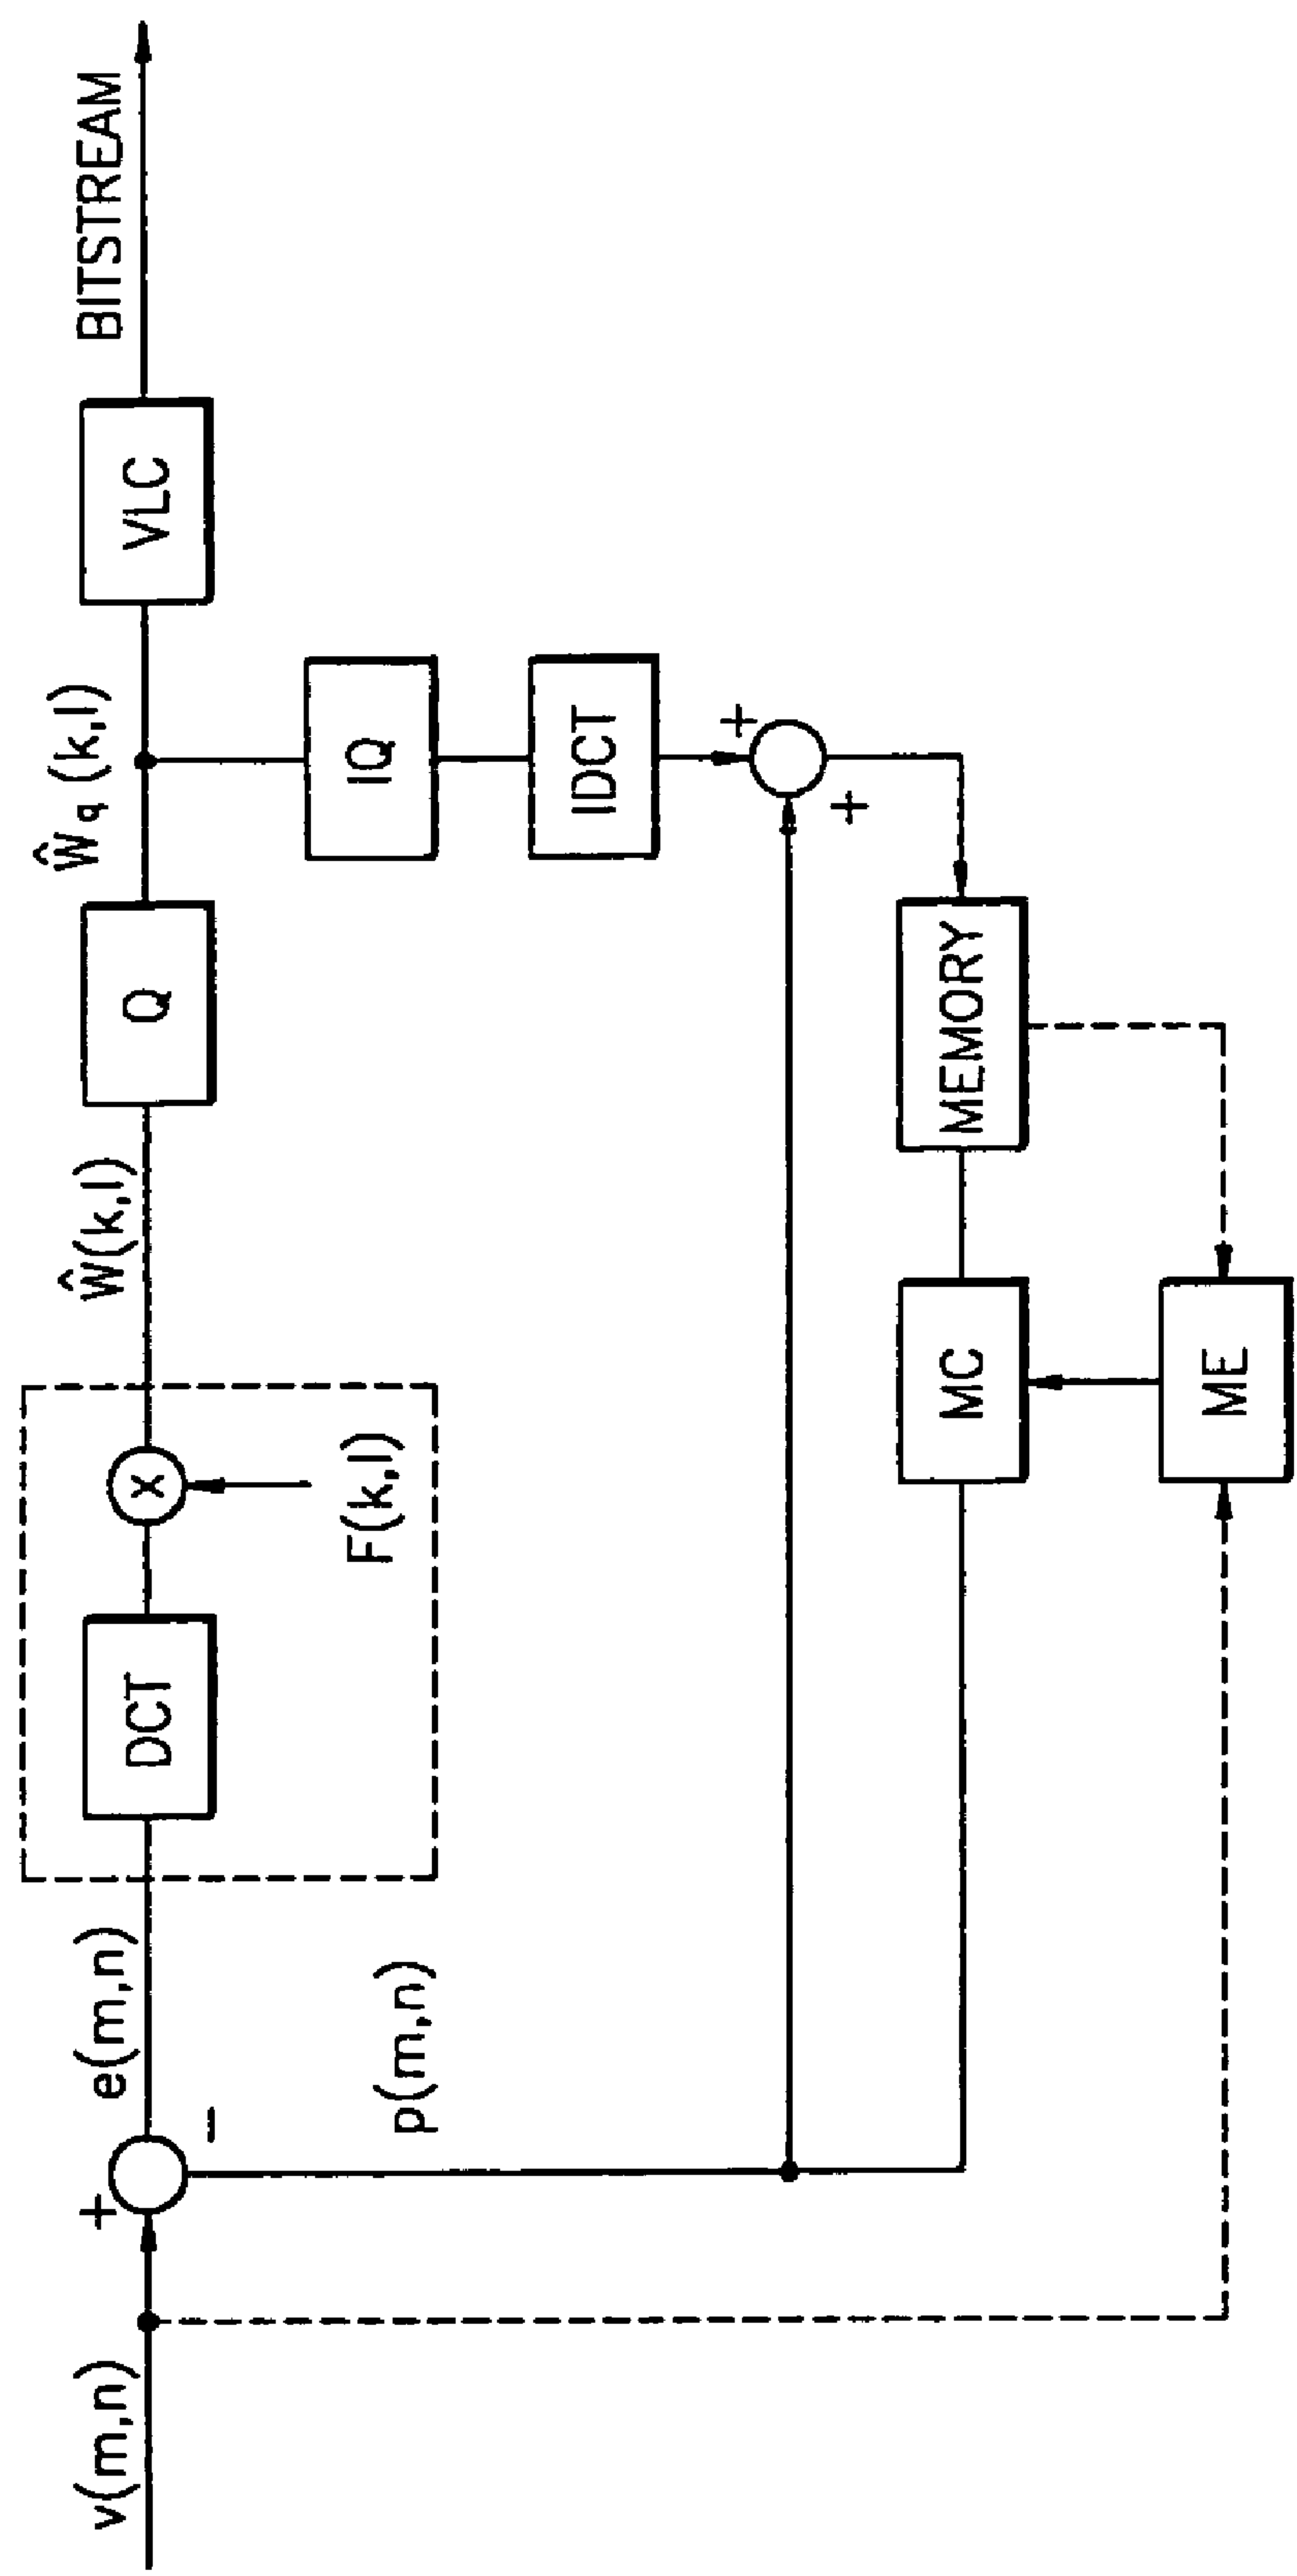 v(m,n)
+
−
e(m,n)
p(m,n)
DCT
x
F(k,l)
Ŵ(k,l)
Q
Ŵq (k,l)
VLC
BITSTREAM
IQ
IDCT
+
+
MEMORY
MC
ME